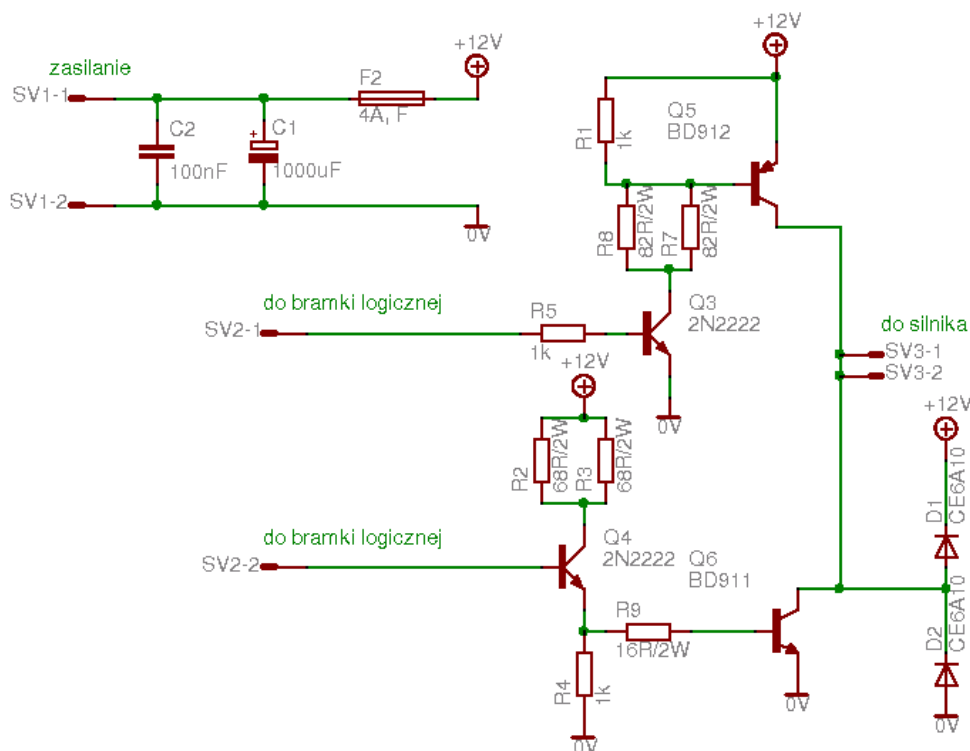 zasilanie
SV1-1
C2
100nF
C1
+
1000uF
F2
4A, F
+12V
SV1-2
0V
+12V
R1
1k
Q5
BD912
R8
82R/2W
R7
82R/2W
do bramki logicznej
SV2-1
R5
1k
Q3
2N2222
0V
do silnika
SV3-1
SV3-2
+12V
R2
68R/2W
R3
68R/2W
do bramki logicznej
SV2-2
Q4
2N2222
R4
1k
0V
R9
16R/2W
Q6
BD911
0V
+12V
D1
CE6A10
D2
CE6A10
0V